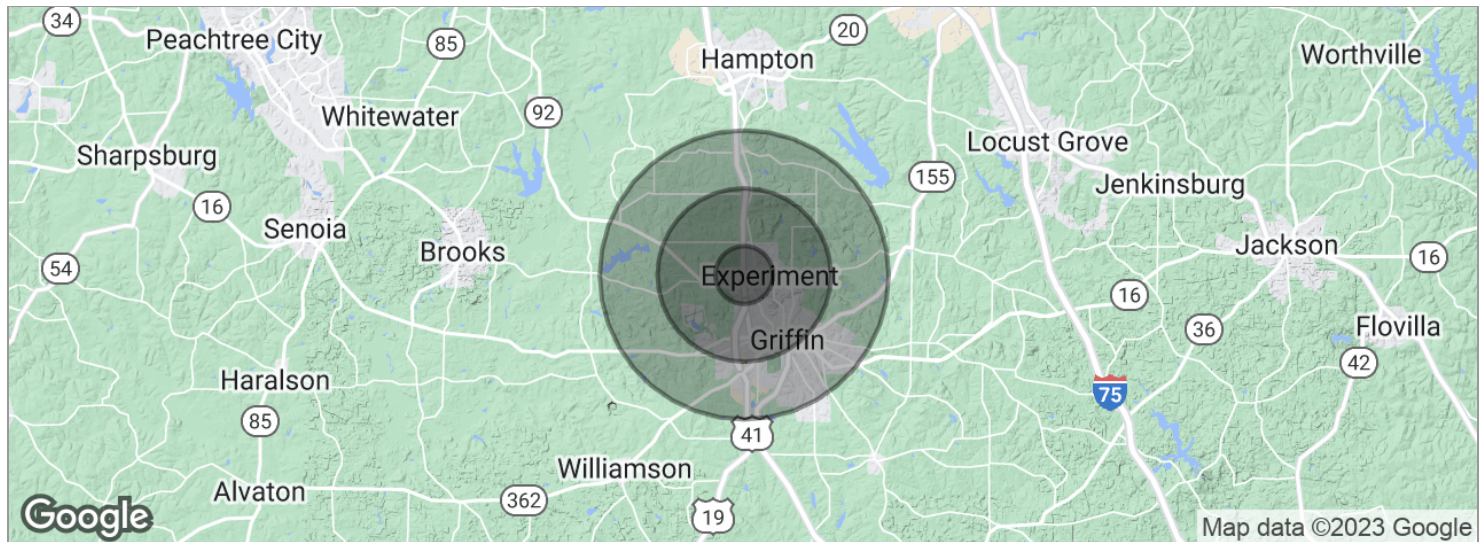 34
Peachtree City
85
20
Hampton
Worthville
Whitewater
92
Locust Grove
Sharpsburg
155
Jenkinsburg
16
Senoia
Brooks
Jackson
16
54
Experiment
16
36
Flovilla
Griffin
42
Haralson
75
85
41
Williamson
Alvaton
362
19
Google
Map data ©2023 Google